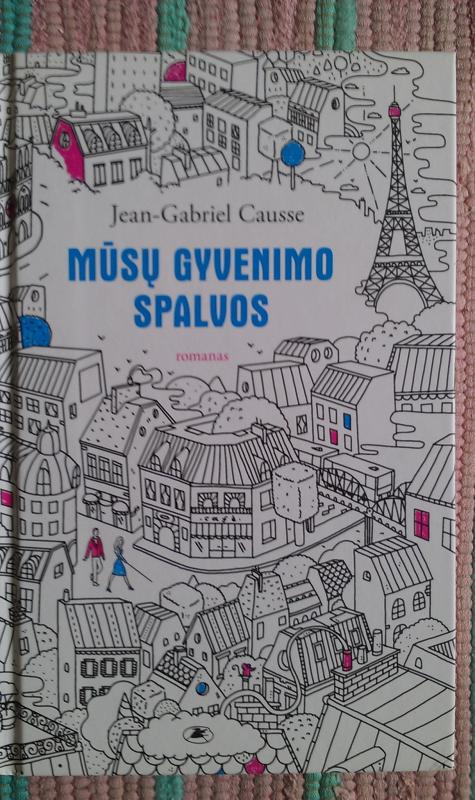 Jean-Gabriel Causse
MŪSŲ GYVENIMO
SPALVOS
romanas
café